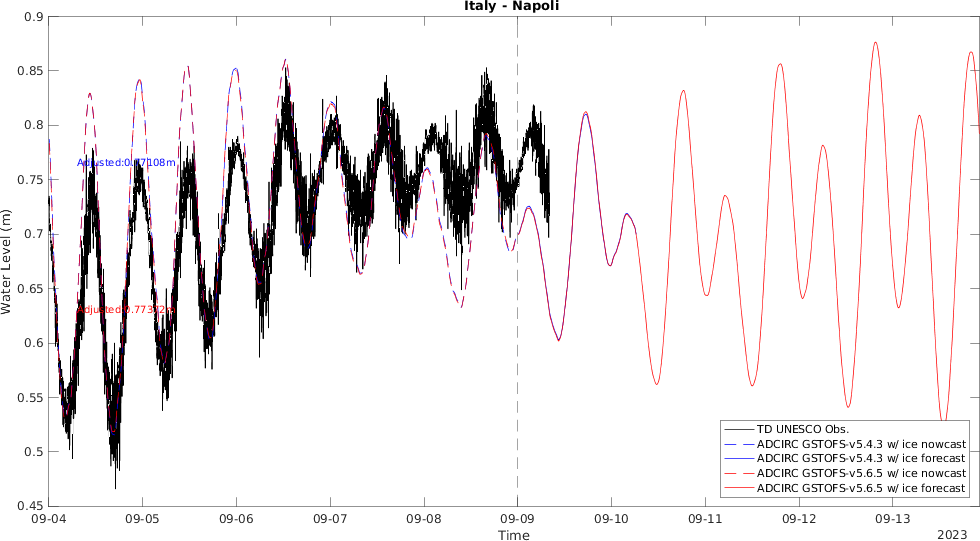 Italy - Napoli
0.9
0.85
0.8
0.75
0.7
0.65
0.6
0.55
0.5
0.45
Water Level (m)
Adjusted:
Adjusted:
TD UNESCO Obs.
ADCIRC GSTOFS-v5.4.3 w/ ice nowcast
ADCIRC GSTOFS-v5.4.3 w/ ice forecast
ADCIRC GSTOFS-v5.6.5 w/ ice nowcast
ADCIRC GSTOFS-v5.6.5 w/ ice forecast
09-04 09-05 09-06 09-07 09-08 09-09 09-10 09-11 09-12 09-13
Time
2023